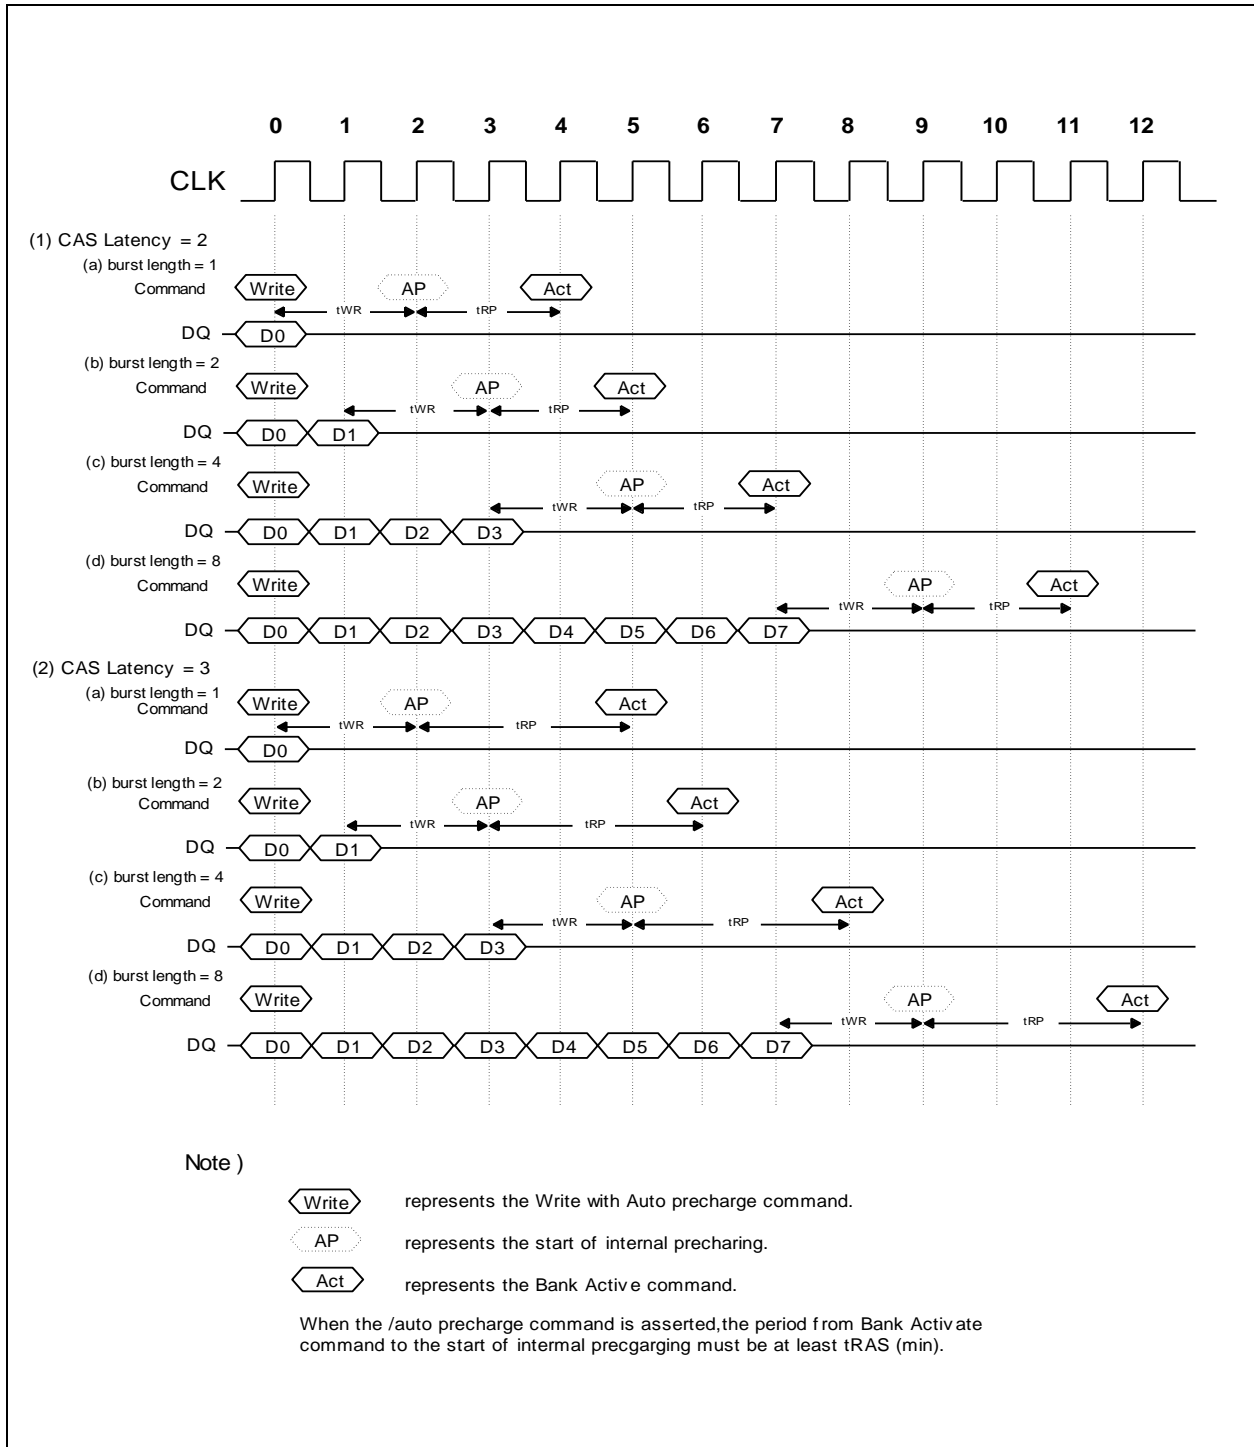 0 1 2 3 4 5 6 7 8 9 10 11 12
CLK
(1) CAS Latency = 2
(a) burst length = 1
Command Write AP Act
tWR tRP
DQ D0
(b) burst length = 2
Command Write AP Act
tWR tRP
DQ D0 D1
(c) burst length = 4
Command Write AP Act
tWR tRP
DQ D0 D1 D2 D3
(d) burst length = 8
Command Write AP Act
tWR tRP
DQ D0 D1 D2 D3 D4 D5 D6 D7
(2) CAS Latency = 3
(a) burst length = 1
Command Write AP Act
tWR tRP
DQ D0
(b) burst length = 2
Command Write AP Act
tWR tRP
DQ D0 D1
(c) burst length = 4
Command Write AP Act
tWR tRP
DQ D0 D1 D2 D3
(d) burst length = 8
Command Write AP Act
tWR tRP
DQ D0 D1 D2 D3 D4 D5 D6 D7
Note )
Write represents the Write with Auto precharge command.
AP represents the start of internal precharing.
Act represents the Bank Active command.
When the /auto precharge command is asserted,the period from Bank Activate
command to the start of intermal precgarging must be at least tRAS (min).